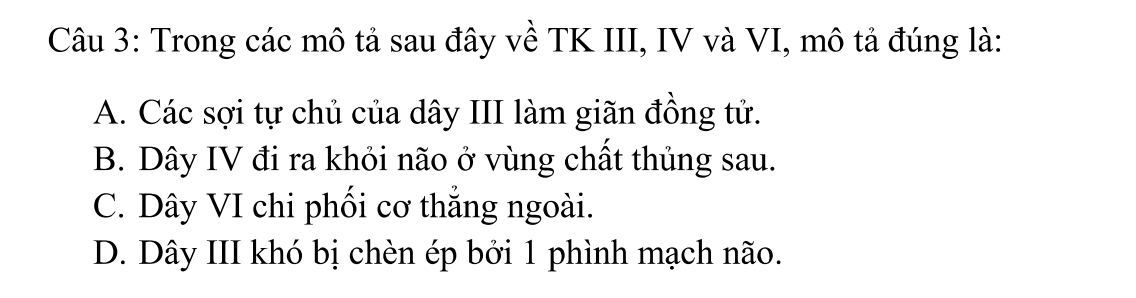 Câu 3: Trong các mô tả sau đây về TK III, IV và VI, mô tả đúng là:
A. Các sợi tự chủ của dây III làm giãn đồng tử.
B. Dây IV đi ra khỏi não ở vùng chất thủng sau.
C. Dây VI chi phối cơ thẳng ngoài.
D. Dây III khó bị chèn ép bởi 1 phình mạch não.